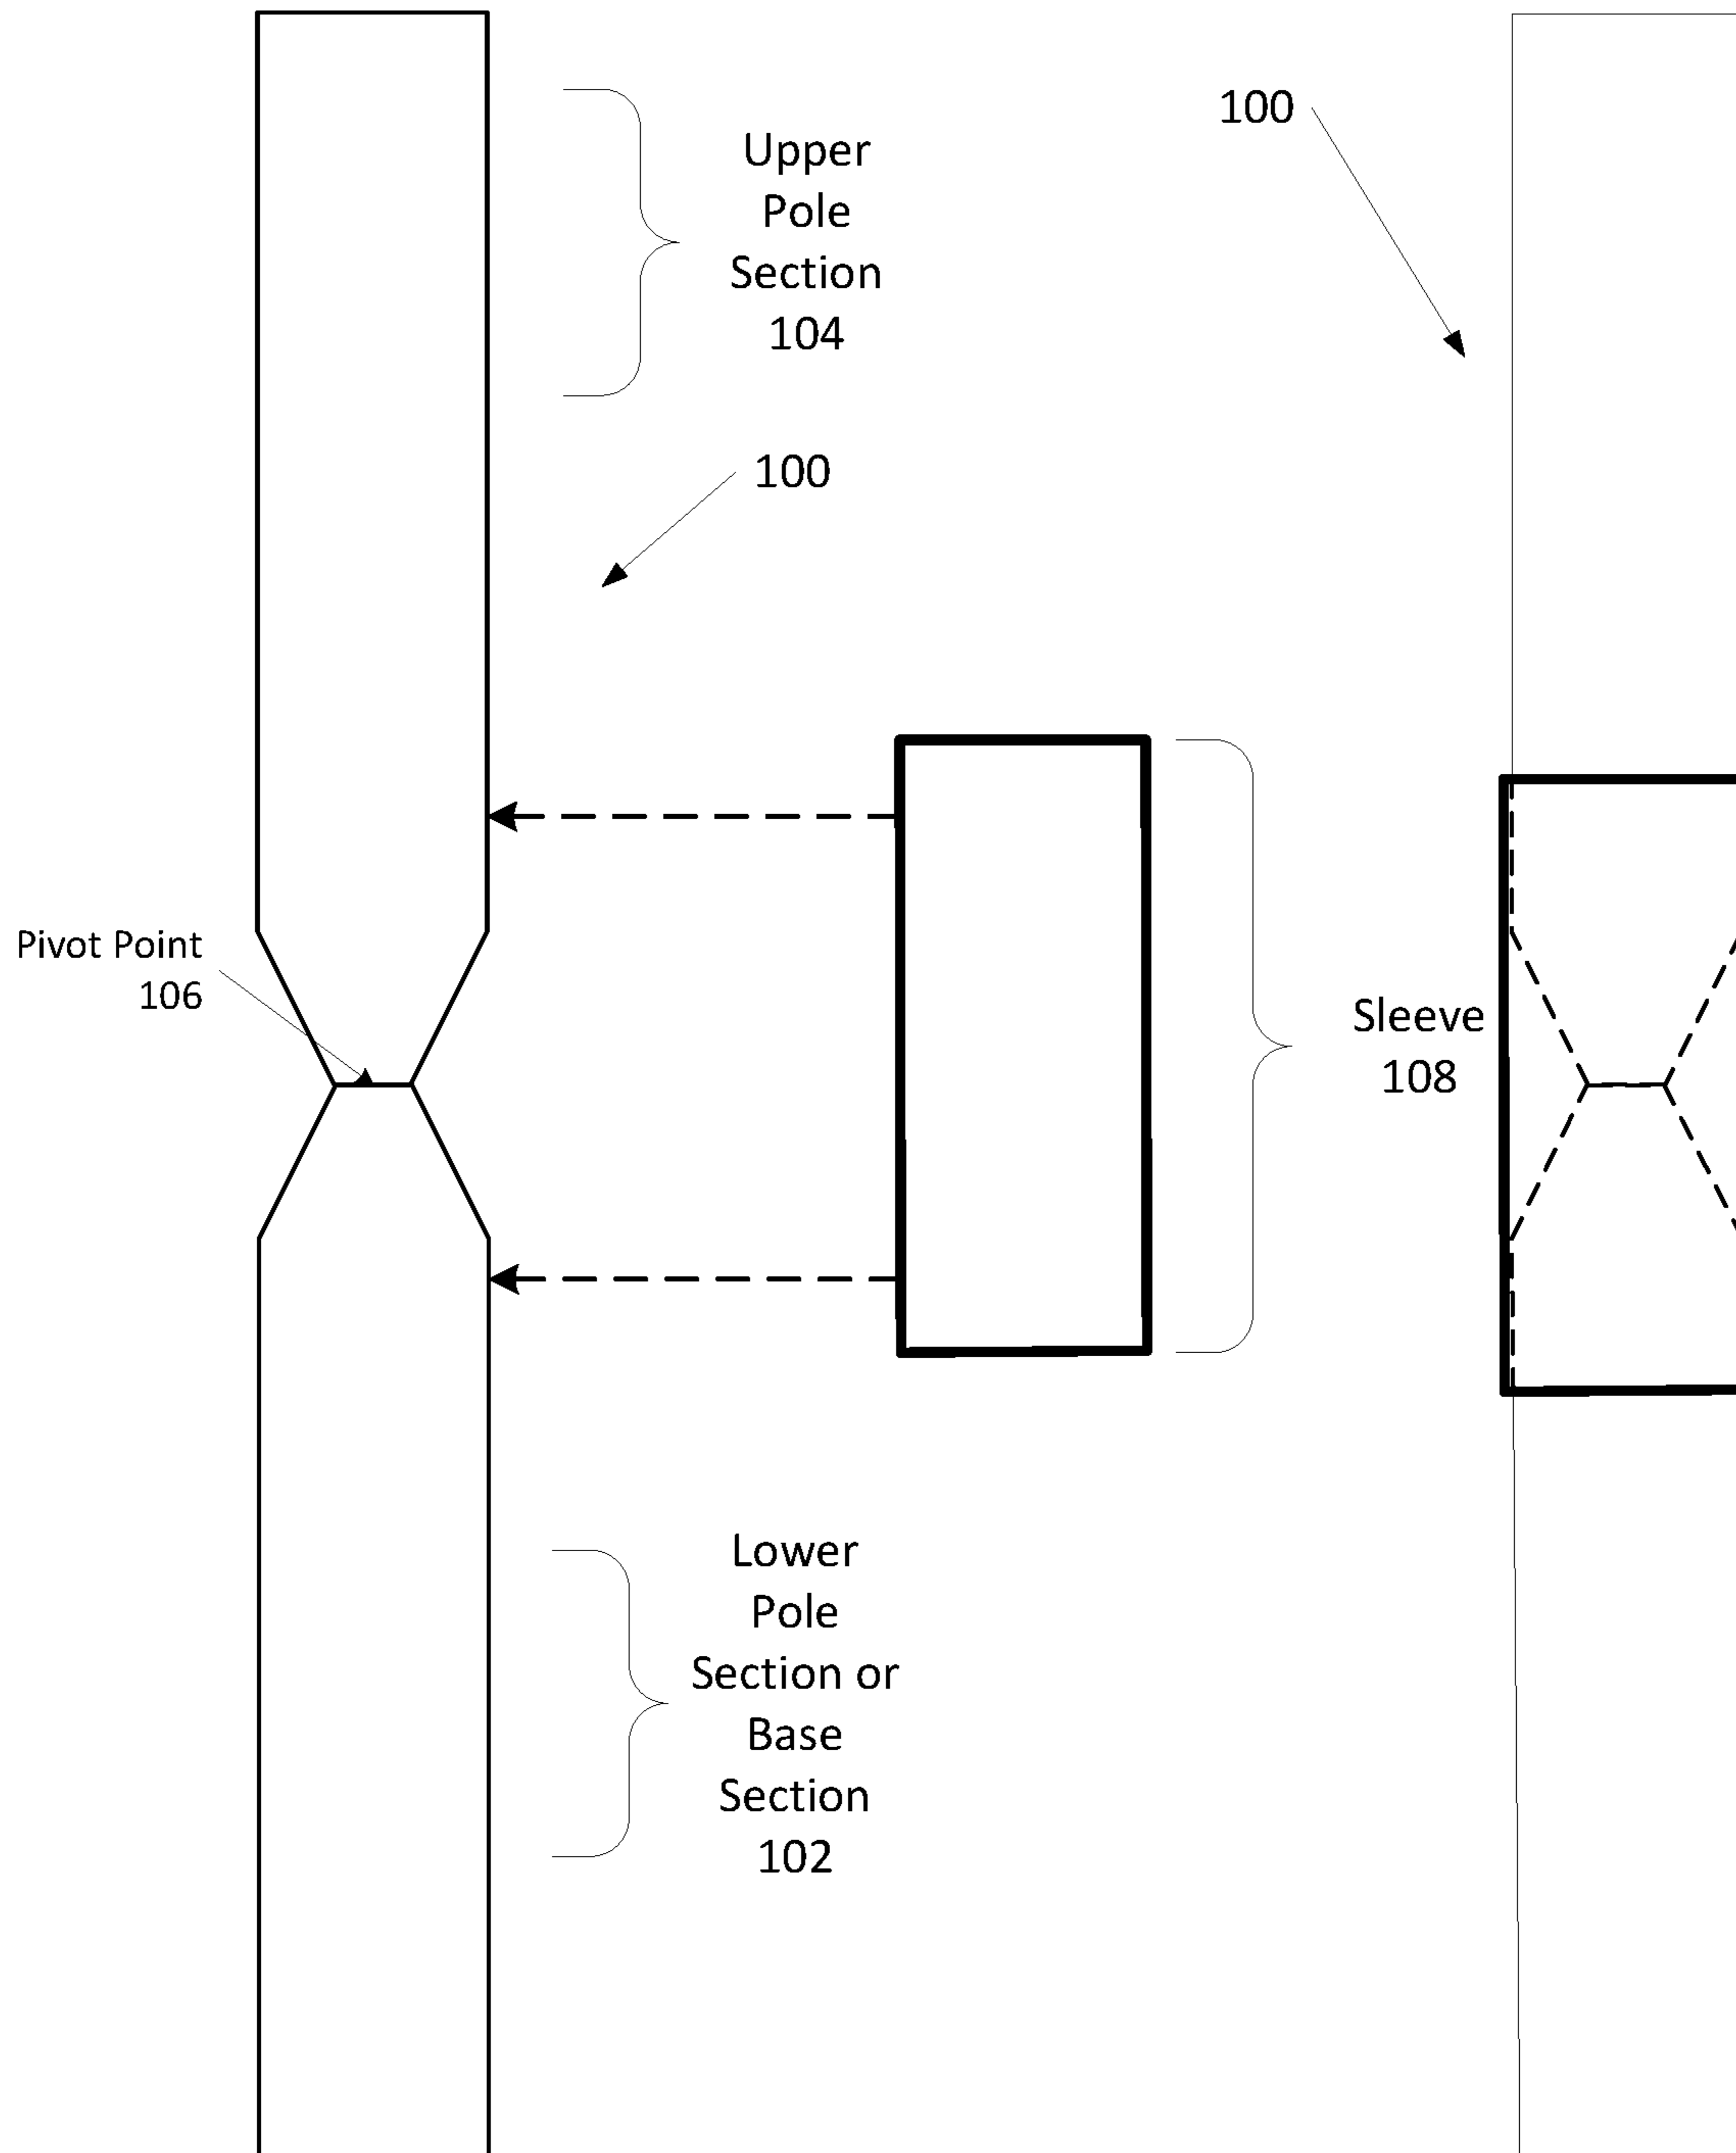 100
Upper
Pole
Section
104
100
Pivot Point
106
Sleeve
108
Lower
Pole
Section or
Base
Section
102